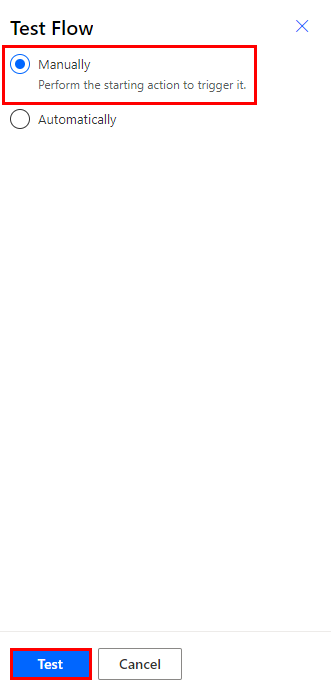 Test Flow
Manually
Perform the starting action to trigger it.
Automatically
Test
Cancel